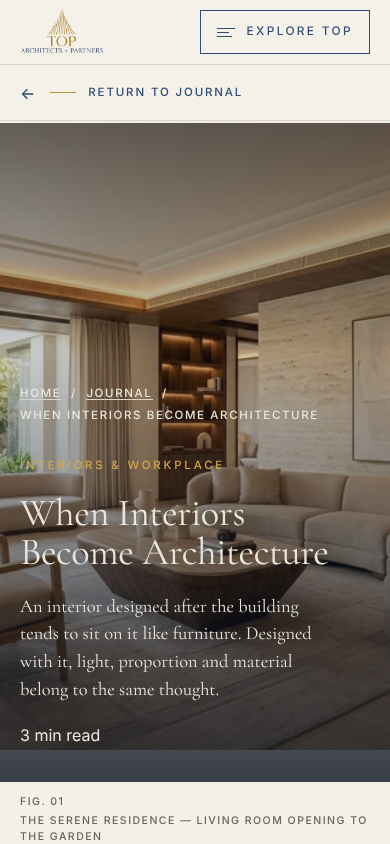 TOP
ARCHITECTS + PARTNERS
EXPLORE TOP
RETURN TO JOURNAL
HOME / JOURNAL /
WHEN INTERIORS BECOME ARCHITECTURE
INTERIORS & WORKPLACE
When Interiors
Become Architecture
An interior designed after the building
tends to sit on it like furniture. Designed
with it, light, proportion and material
belong to the same thought.
3 min read
FIG. 01
THE SERENE RESIDENCE — LIVING ROOM OPENING TO
THE GARDEN